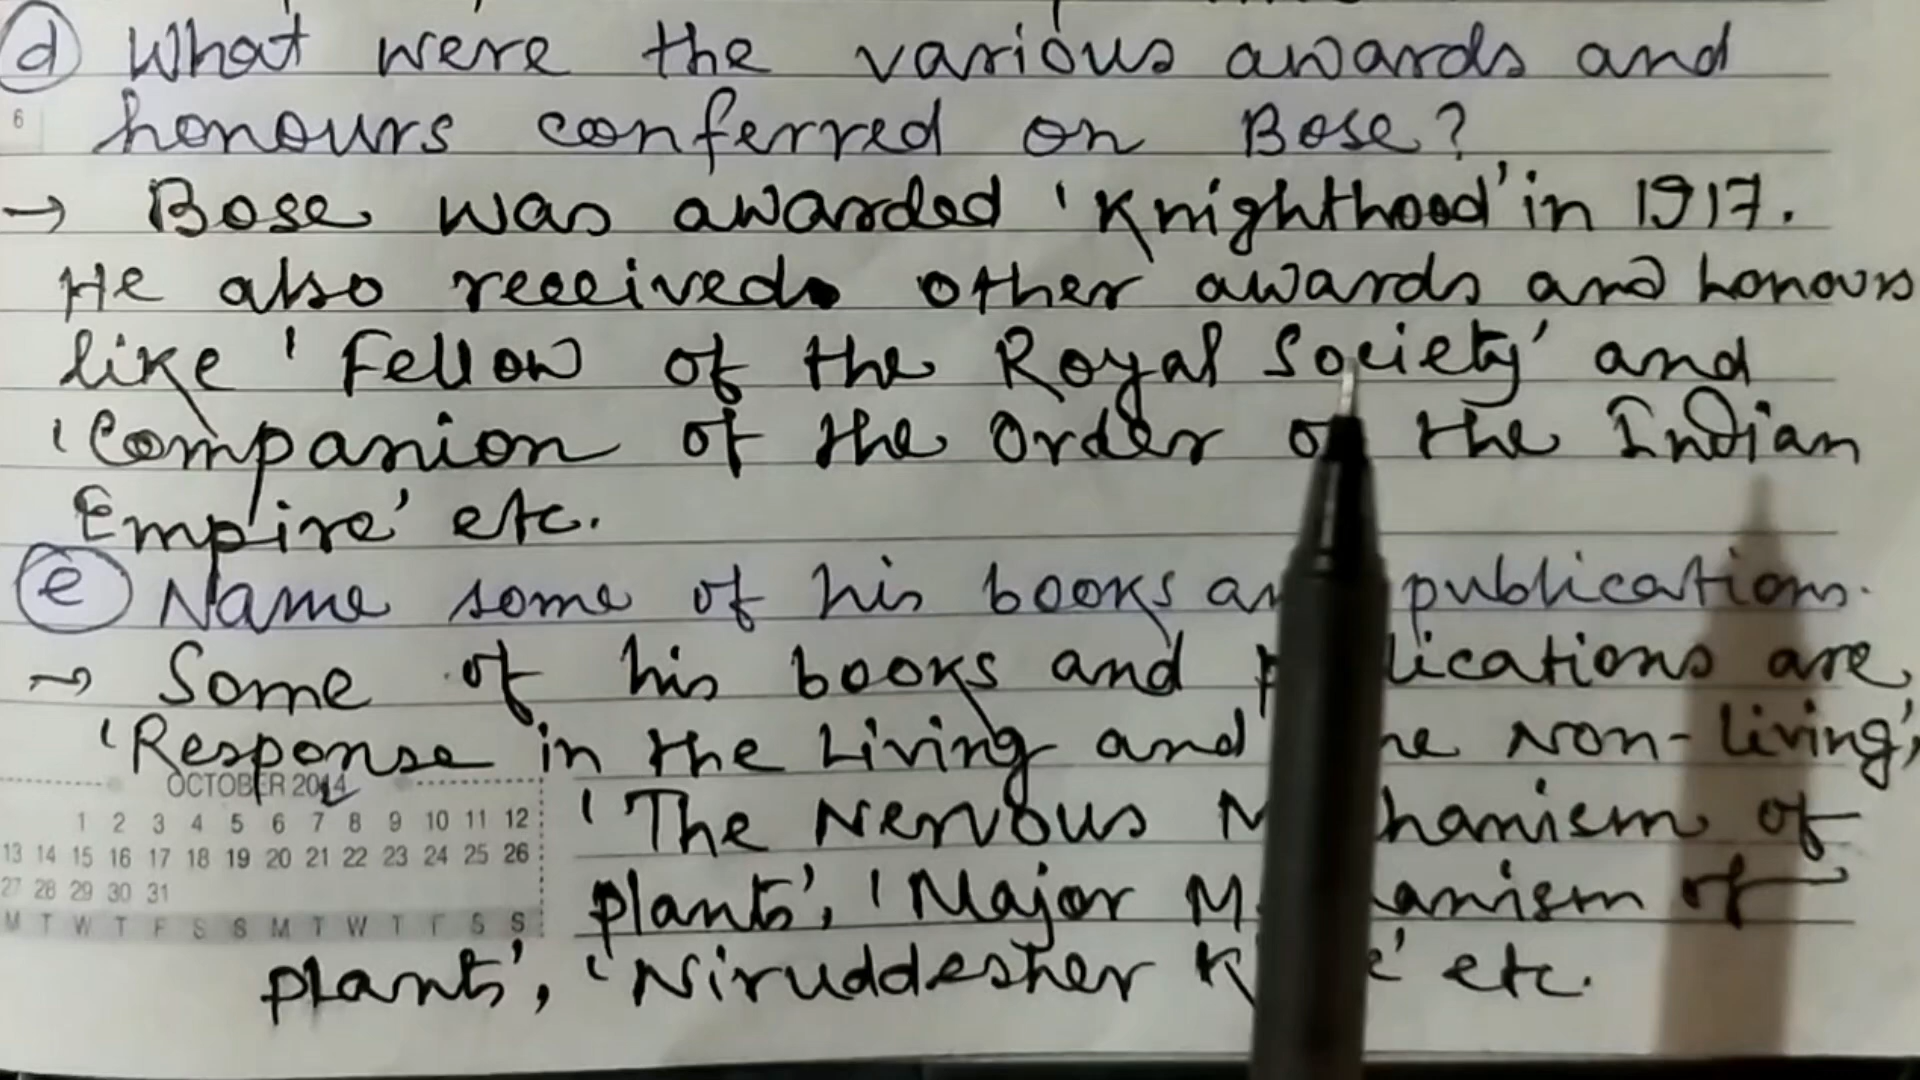 d What were the various awards and
6
honours conferred on Bose?
→ Bose was awarded 'Knighthood' in 1917.
He also received other awards and honours
like 'Fellow of the Royal Society' and
'Companion of the Order of the Indian
Empire' etc.
e Name some of his books publications.
→ Some of his books and are
'Response in the Living and Non-living',
OCTOBER 2014
1 2 3 4 5 6 7 8 9 10 11 12
13 14 15 16 17 18 19 20 21 22 23 24 25 26
27 28 29 30 31
M T W T F S S M T W T F S S
'The Nervous of
plants', 'Major of
plants', 'Niruddesher etc.